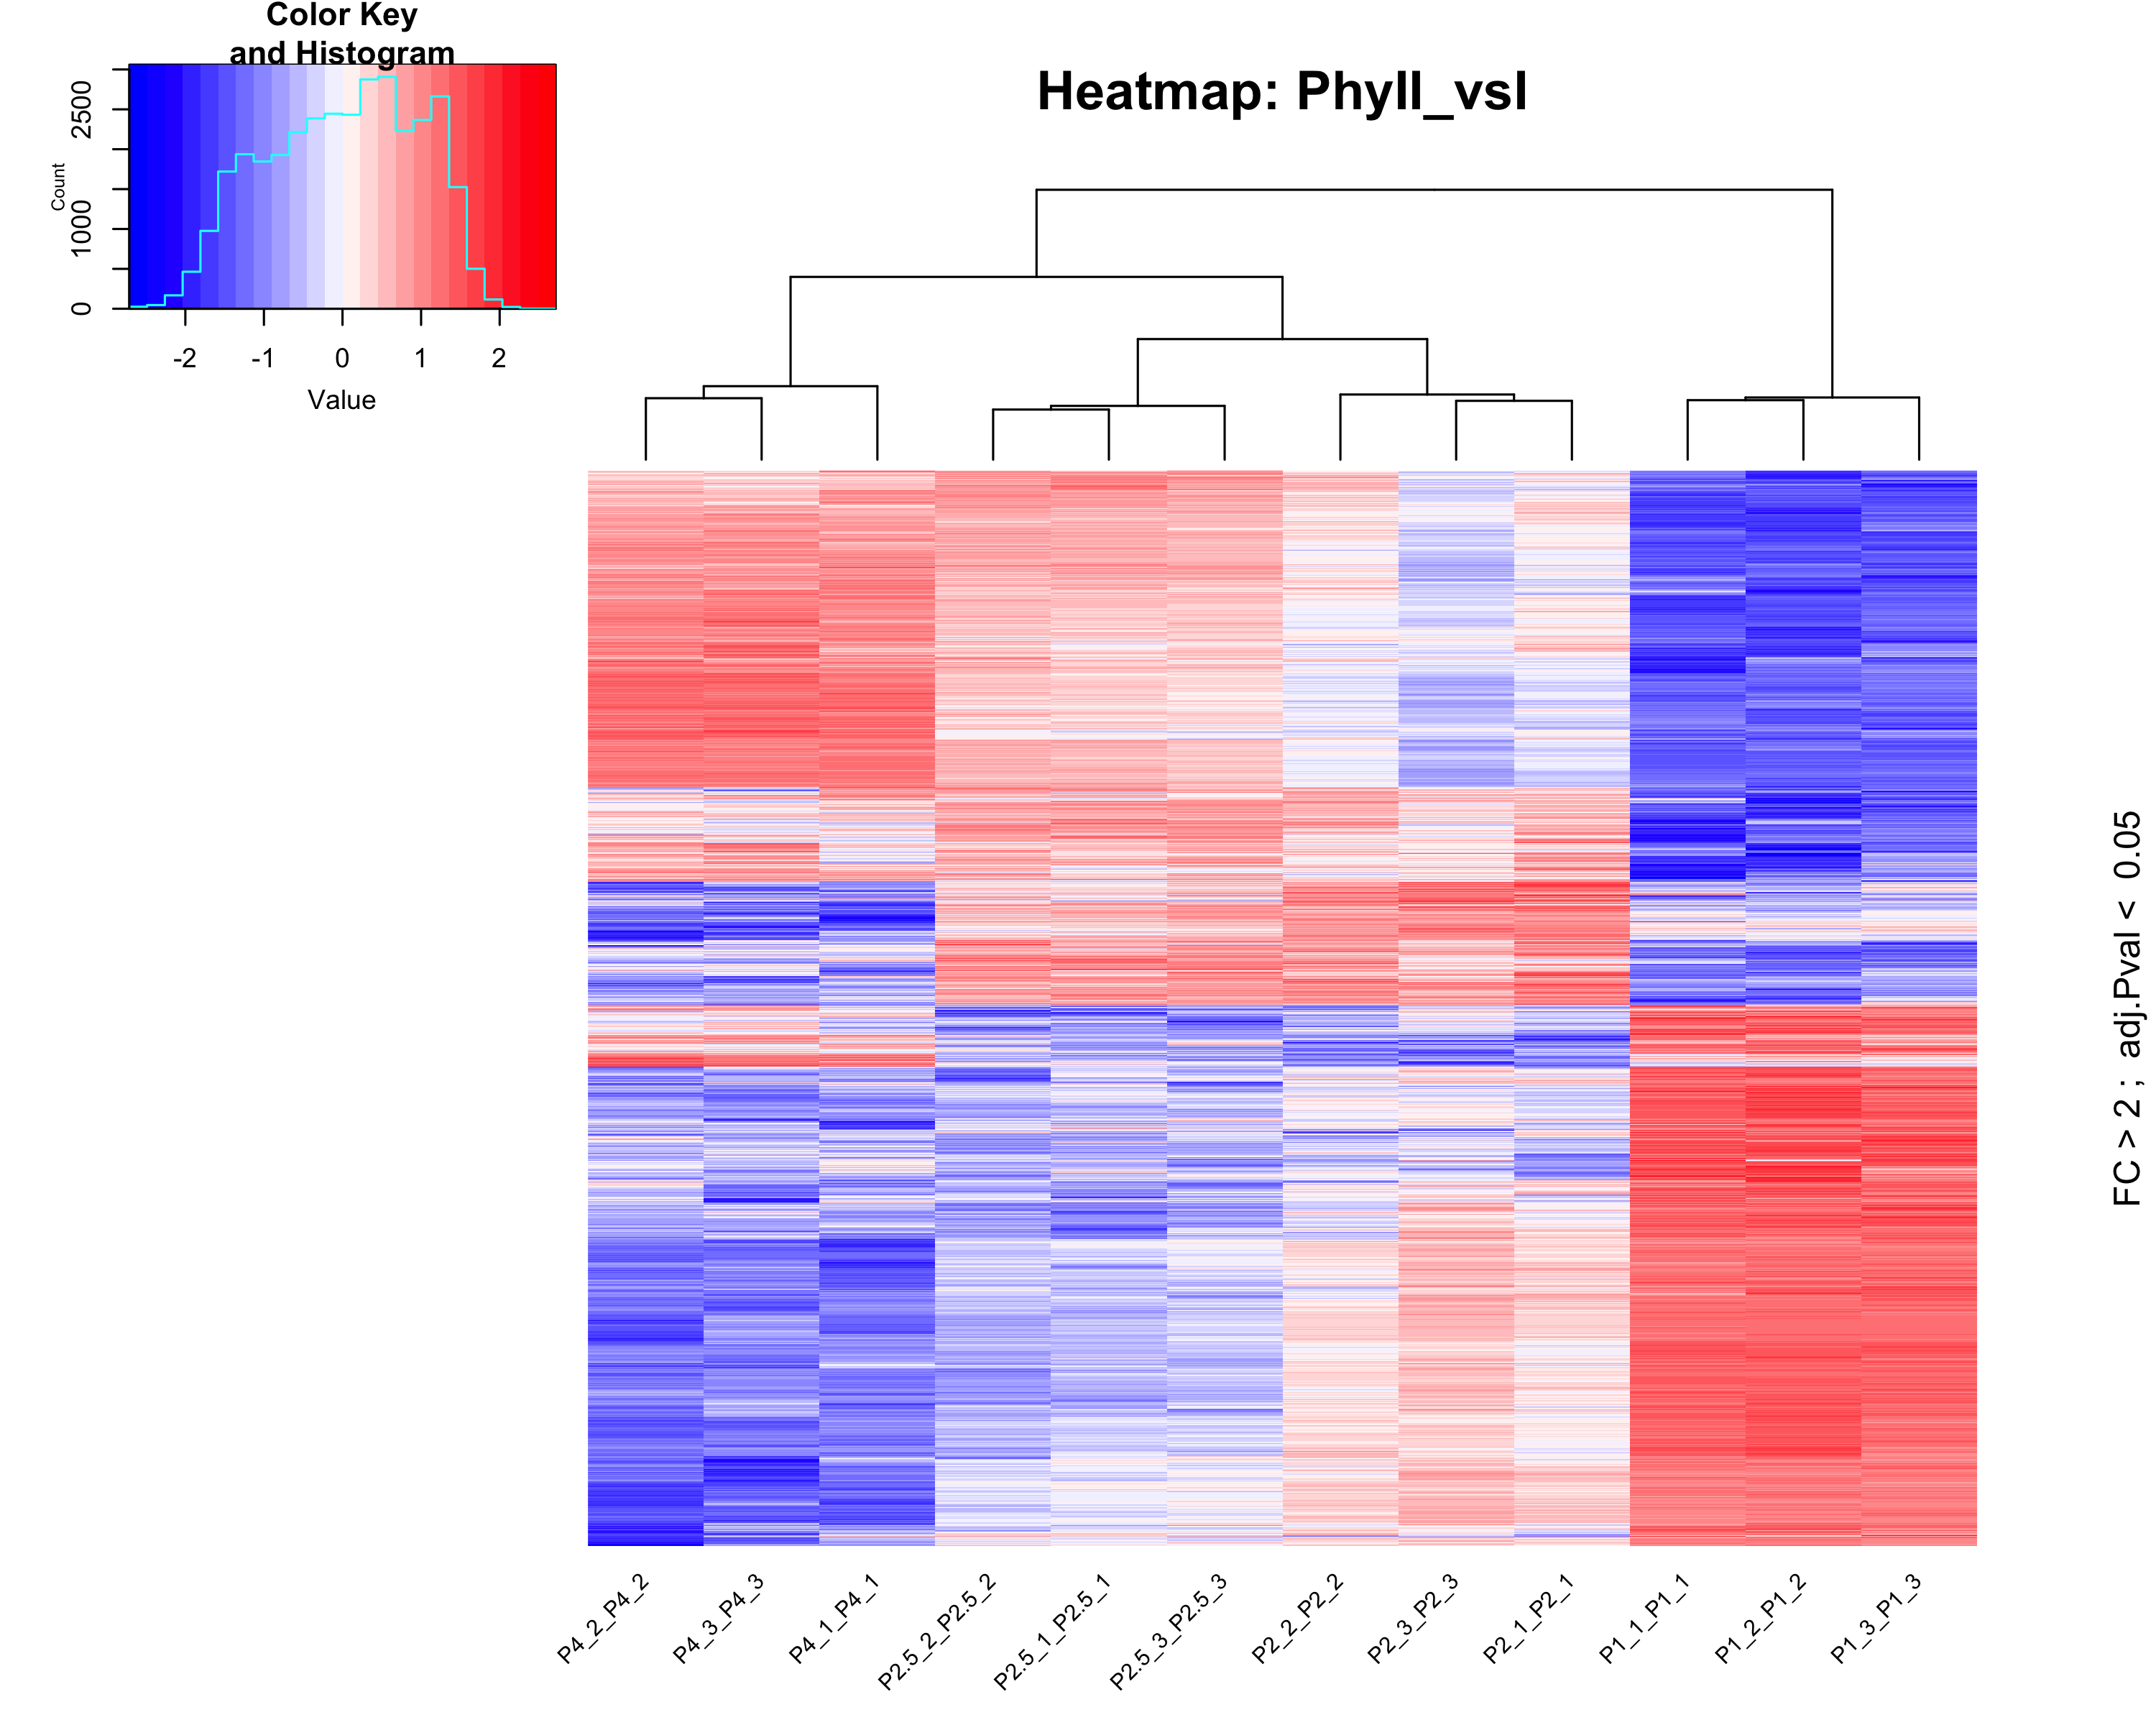 Color Key
and Histogram
Count
0
1000
2500
-2 -1 0 1 2
Value
Heatmap: Phyll_vsl
FC > 2 ; adj.Pval < 0.05
P4_2_P4_2
P4_3_P4_3
P4_1_P4_1
P2.5_2_P2.5_2
P2.5_1_P2.5_1
P2.5_3_P2.5_3
P2_2_P2_2
P2_3_P2_3
P2_1_P2_1
P1_1_P1_1
P1_2_P1_2
P1_3_P1_3